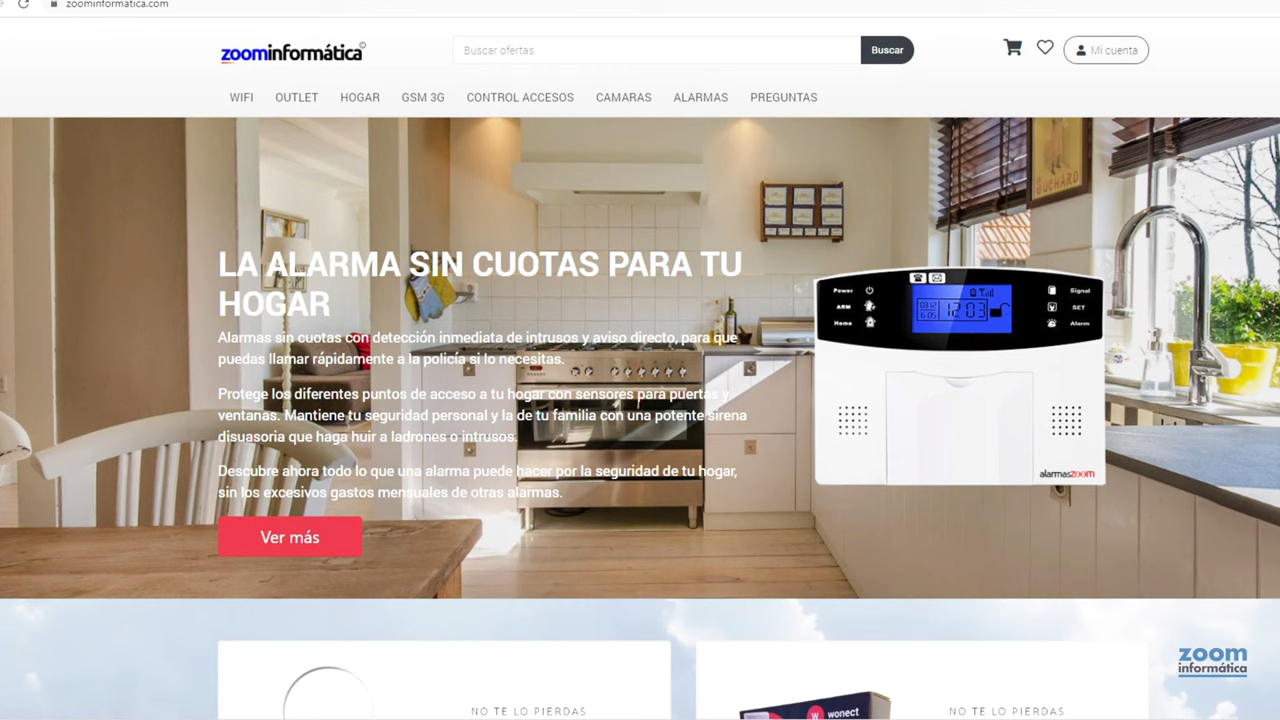 zoominformatica.com
zoominformática©
Buscar ofertas
Buscar
Mi cuenta
WIFI
OUTLET
HOGAR
GSM 3G
CONTROL ACCESOS
CAMARAS
ALARMAS
PREGUNTAS
GUCHARD
LA ALARMA SIN CUOTAS PARA TU
HOGAR
Alarmas sin cuotas con detección inmediata de intrusos y aviso directo, para que
puedas llamar rápidamente a la policía si lo necesitas.
Protege los diferentes puntos de acceso a tu hogar con sensores para puertas y
ventanas. Mantiene tu seguridad personal y la de tu familia con una potente sirena
disuasoria que haga huir a ladrones o intrusos.
Descubre ahora todo lo que una alarma puede hacer por la seguridad de tu hogar,
sin los excesivos gastos mensuales de otras alarmas.
Ver más
Power
ARM
Home
12:03
Signal
SET
Alarm
alarmaszoom
NO TE LO PIERDAS
wonect
NO TE LO PIERDAS
zoom
informática